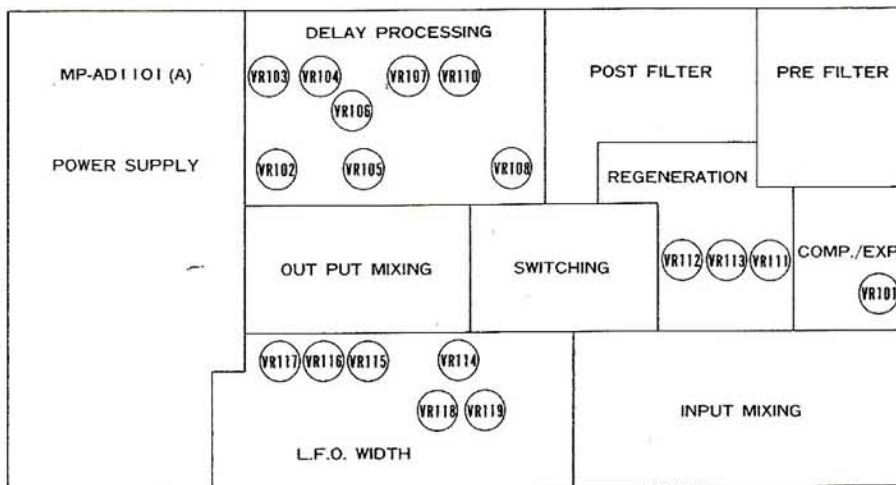 DELAY PROCESSING
MP-AD1101 (A)
VR103 VR104 VR107 VR110
POST FILTER
PRE FILTER
VR106
POWER SUPPLY
VR102 VR105 VR108
REGENERATION
OUT PUT MIXING
SWITCHING
VR112 VR113 VR111
COMP./EXP
VR101
VR117 VR116 VR115 VR114
VR118 VR119
INPUT MIXING
L.F.O. WIDTH